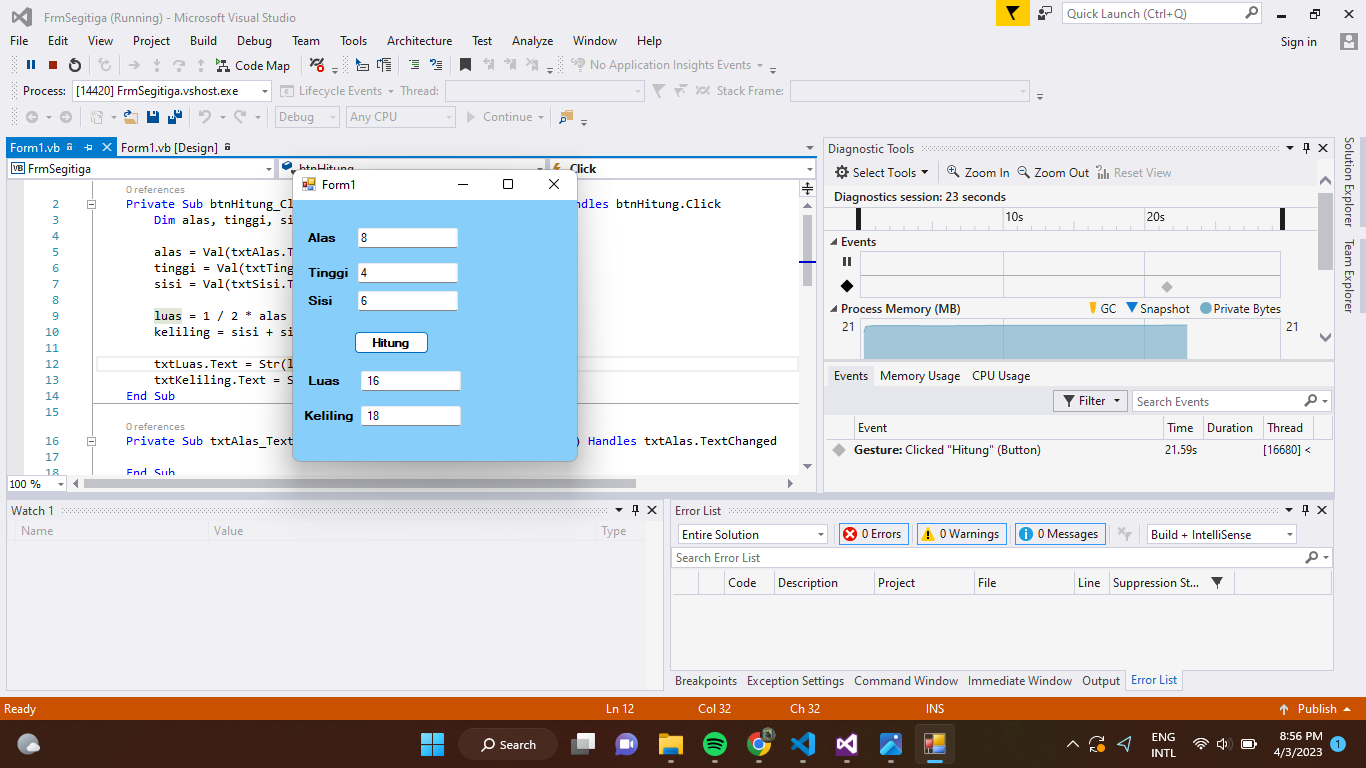 FrmSegitiga (Running) - Microsoft Visual Studio
Quick Launch (Ctrl+Q)
File Edit View Project Build Debug Team Tools Architecture Test Analyze Window Help
Sign in
Code Map
No Application Insights Events
Process: [14420] FrmSegitiga.vshost.exe Lifecycle Events Thread: Stack Frame:
Debug Any CPU Continue
Form1.vb Form1.vb [Design]
FrmSegitiga btnHitung Click
0 references
2 Private Sub btnHitung_Cl ndles btnHitung.Click
3 Dim alas, tinggi, si
4
5 alas = Val(txtAlas.T
6 tinggi = Val(txtTing
7 sisi = Val(txtSisi.T
8
9 luas = 1 / 2 * alas
10 keliling = sisi + si
11
12 txtLuas.Text = Str(l
13 txtKeliling.Text = S
14 End Sub
15
0 references
16 Private Sub txtAlas_Text ) Handles txtAlas.TextChanged
17
18 End Sub
100 %
Form1
Alas 8
Tinggi 4
Sisi 6
Hitung
Luas 16
Keliling 18
Diagnostic Tools
Select Tools Zoom In Zoom Out Reset View
Diagnostics session: 23 seconds
10s 20s
Events
Process Memory (MB) GC Snapshot Private Bytes
21 21
Events Memory Usage CPU Usage
Filter Search Events
Event Time Duration Thread
Gesture: Clicked "Hitung" (Button) 21.59s [16680] <
Solution Explorer
Team Explorer
Watch 1
Name Value Type
Error List
Entire Solution 0 Errors 0 Warnings 0 Messages Build + IntelliSense
Search Error List
Code Description Project File Line Suppression St...
Breakpoints Exception Settings Command Window Immediate Window Output Error List
Ready Ln 12 Col 32 Ch 32 INS Publish
Search
ENG
INTL
8:56 PM
4/3/2023
1